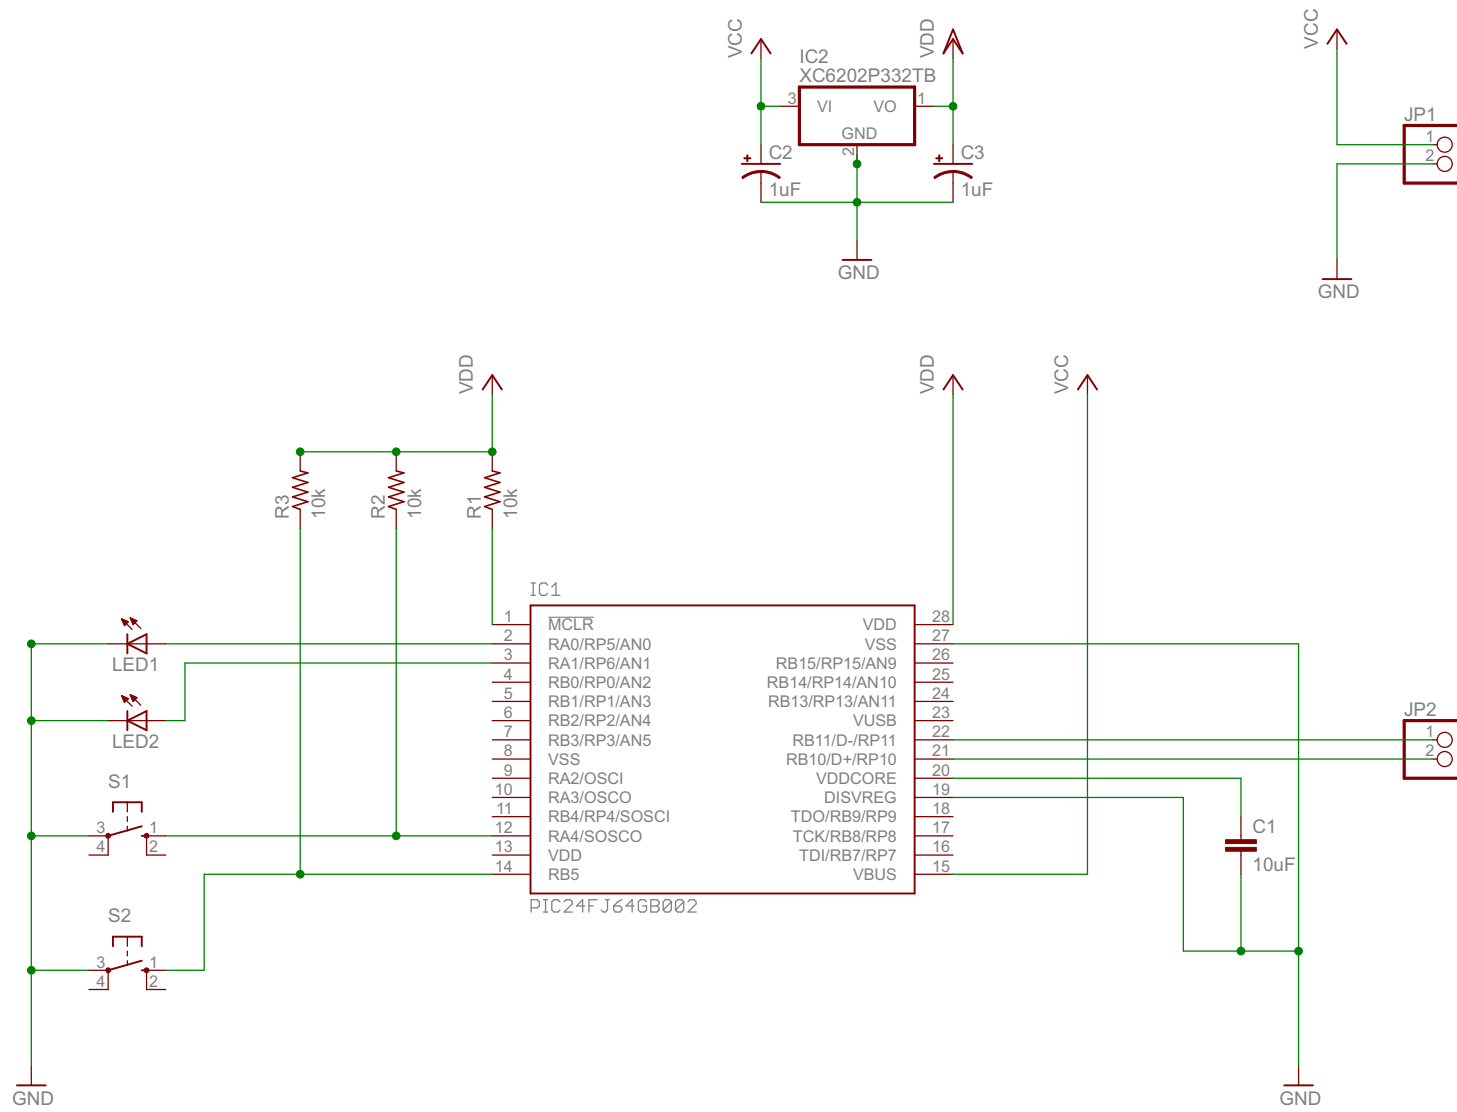 VCC
VDD
VCC
IC2
XC6202P332TB
3
VI
VO
1
GND
2
C2
1uF
C3
1uF
GND
JP1
1
2
GND
VDD
VDD
VCC
R3
10k
R2
10k
R1
10k
IC1
1
MCLR
VDD
28
2
RA0/RP5/AN0
VSS
27
3
RA1/RP6/AN1
RB15/RP15/AN9
26
4
RB0/RP0/AN2
RB14/RP14/AN10
25
5
RB1/RP1/AN3
RB13/RP13/AN11
24
6
RB2/RP2/AN4
VUSB
23
7
RB3/RP3/AN5
RB11/D-/RP11
22
8
VSS
RB10/D+/RP10
21
9
RA2/OSCI
VDDCORE
20
10
RA3/OSCO
DISVREG
19
11
RB4/RP4/SOSCI
TDO/RB9/RP9
18
12
RA4/SOSCO
TCK/RB8/RP8
17
13
VDD
TDI/RB7/RP7
16
14
RB5
VBUS
15
PIC24FJ64GB002
LED1
LED2
S1
3
1
4
2
S2
3
1
4
2
JP2
1
2
C1
10uF
GND
GND